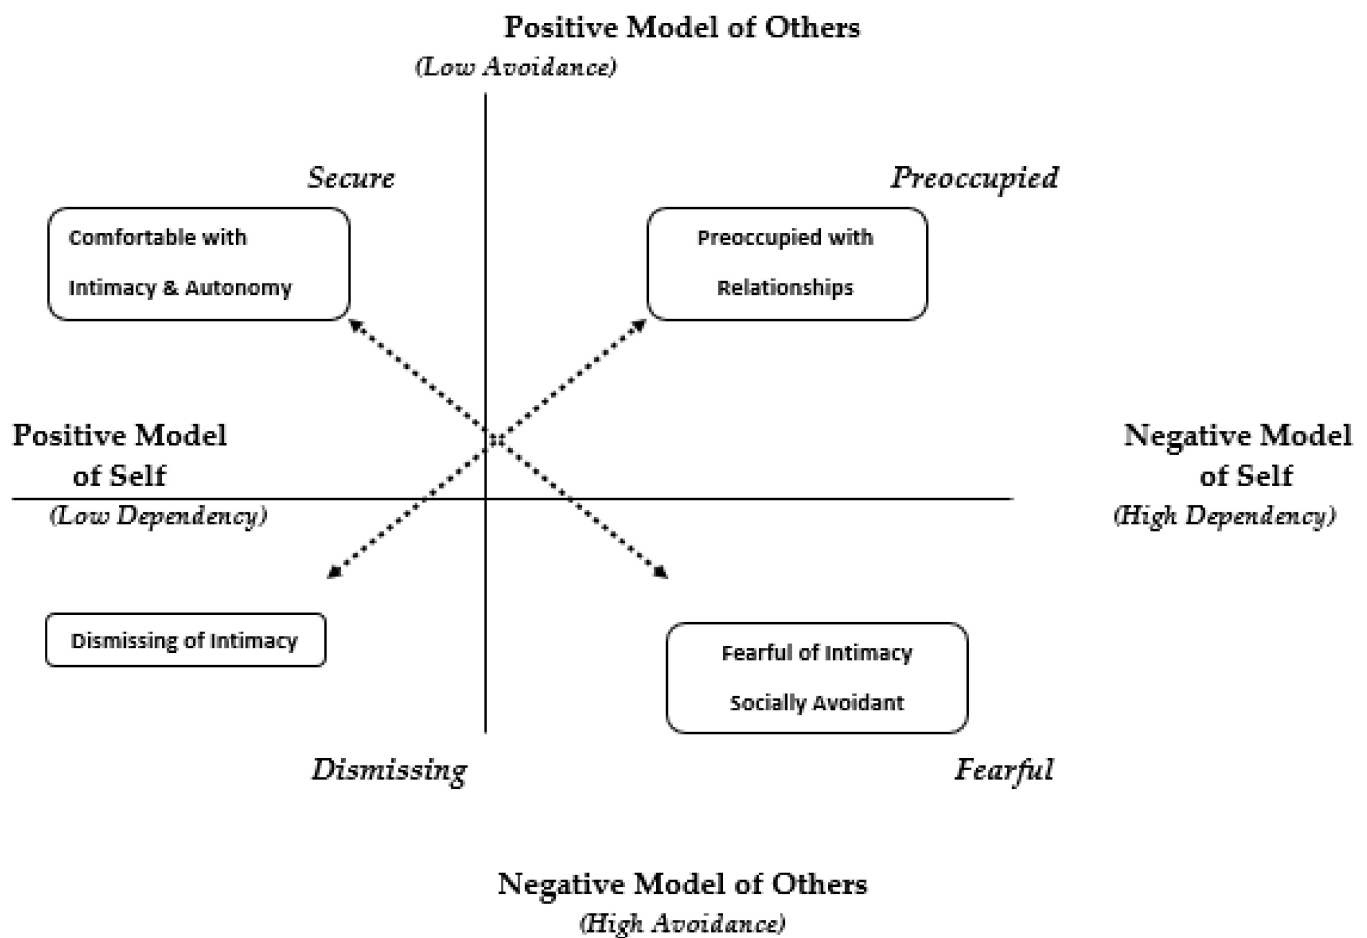 Positive Model of Others
(Low Avoidance)
Secure
Preoccupied
Comfortable with
Intimacy & Autonomy
Preoccupied with
Relationships
Positive Model
of Self
(Low Dependency)
Negative Model
of Self
(High Dependency)
Dismissing of Intimacy
Fearful of Intimacy
Socially Avoidant
Dismissing
Fearful
Negative Model of Others
(High Avoidance)